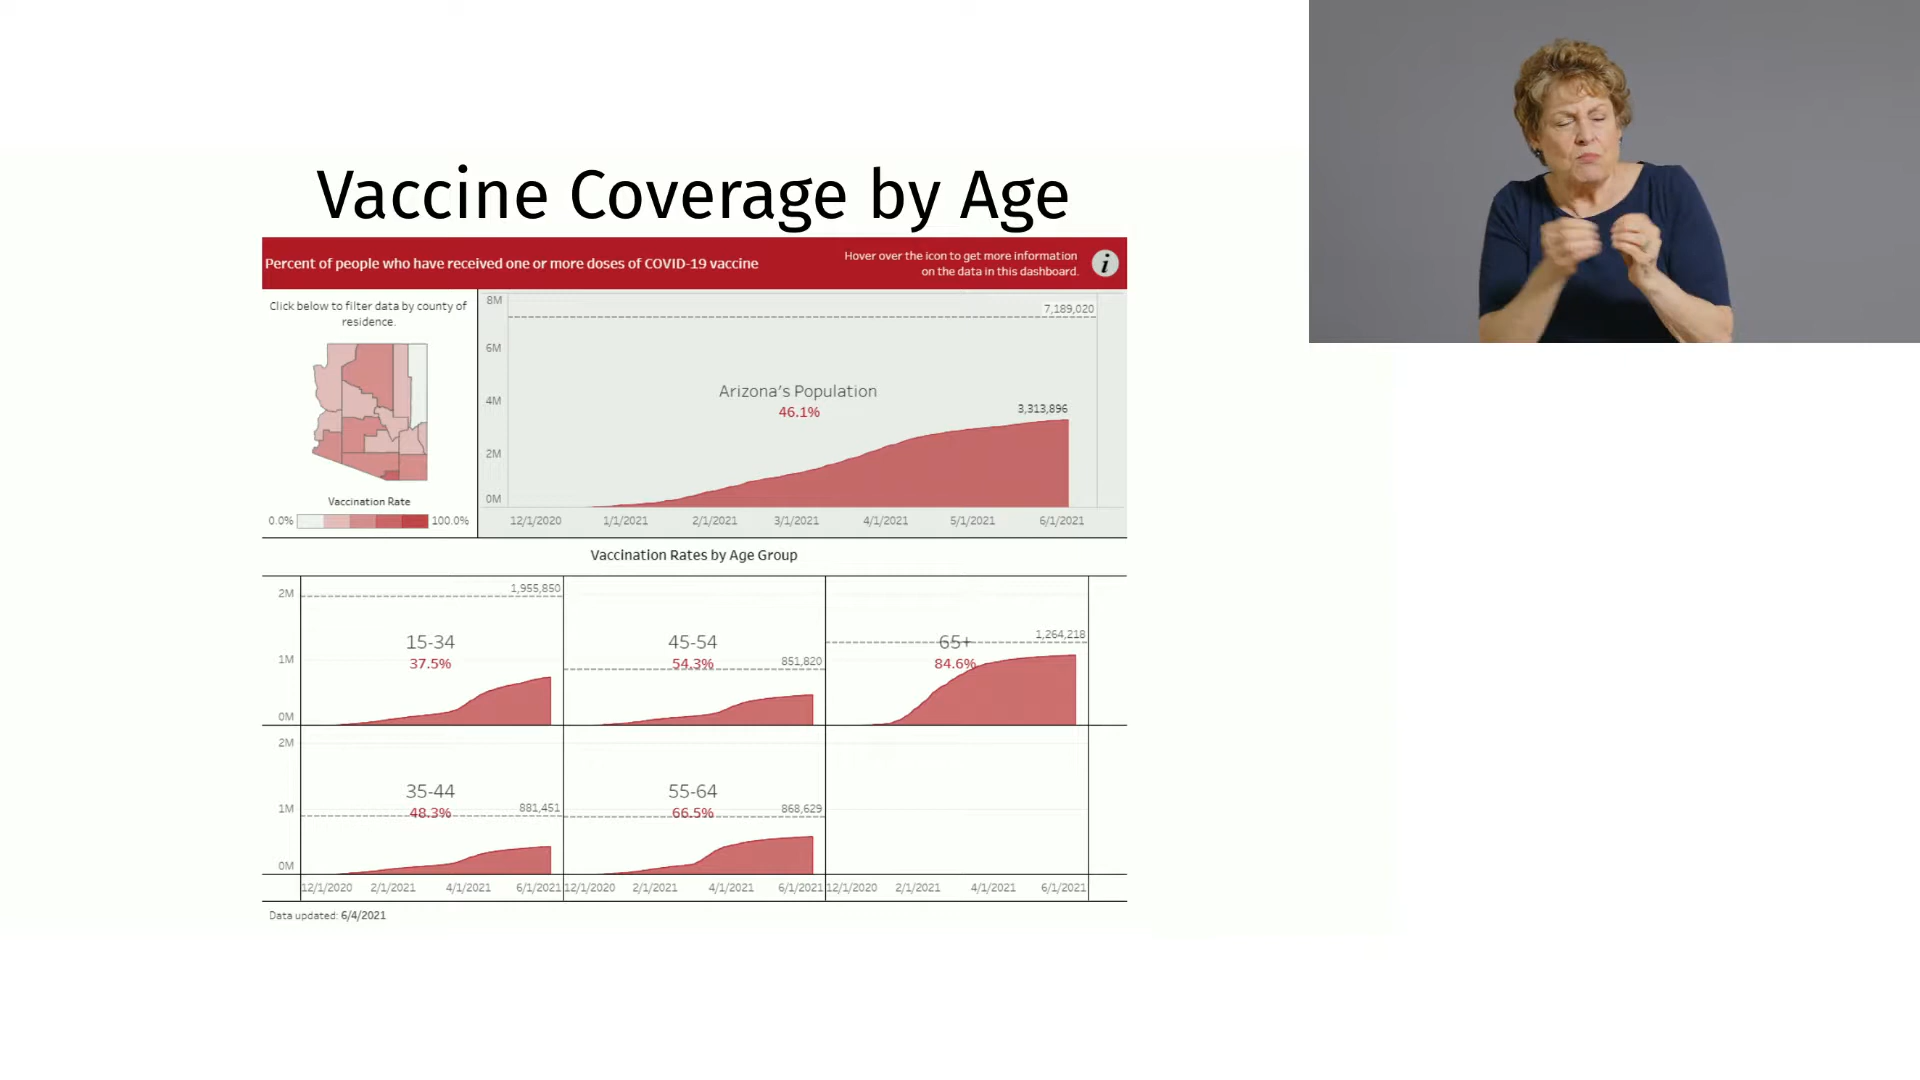 Vaccine Coverage by Age
Percent of people who have received one or more doses of COVID-19 vaccine
Hover over the icon to get more information
on the data in this dashboard.
i
Click below to filter data by county of
residence.
Vaccination Rate
0.0% 100.0%
8M
6M
4M
2M
0M
7,189,020
Arizona's Population
46.1%
3,313,896
12/1/2020 1/1/2021 2/1/2021 3/1/2021 4/1/2021 5/1/2021 6/1/2021
Vaccination Rates by Age Group
2M
1M
0M
1,955,850
15-34
37.5%
45-54
54.3%
851,820
65+
84.6%
1,264,218
2M
1M
0M
35-44
48.3%
881,451
55-64
66.5%
868,629
12/1/2020 2/1/2021 4/1/2021 6/1/2021 12/1/2020 2/1/2021 4/1/2021 6/1/2021 12/1/2020 2/1/2021 4/1/2021 6/1/2021
Data updated: 6/4/2021